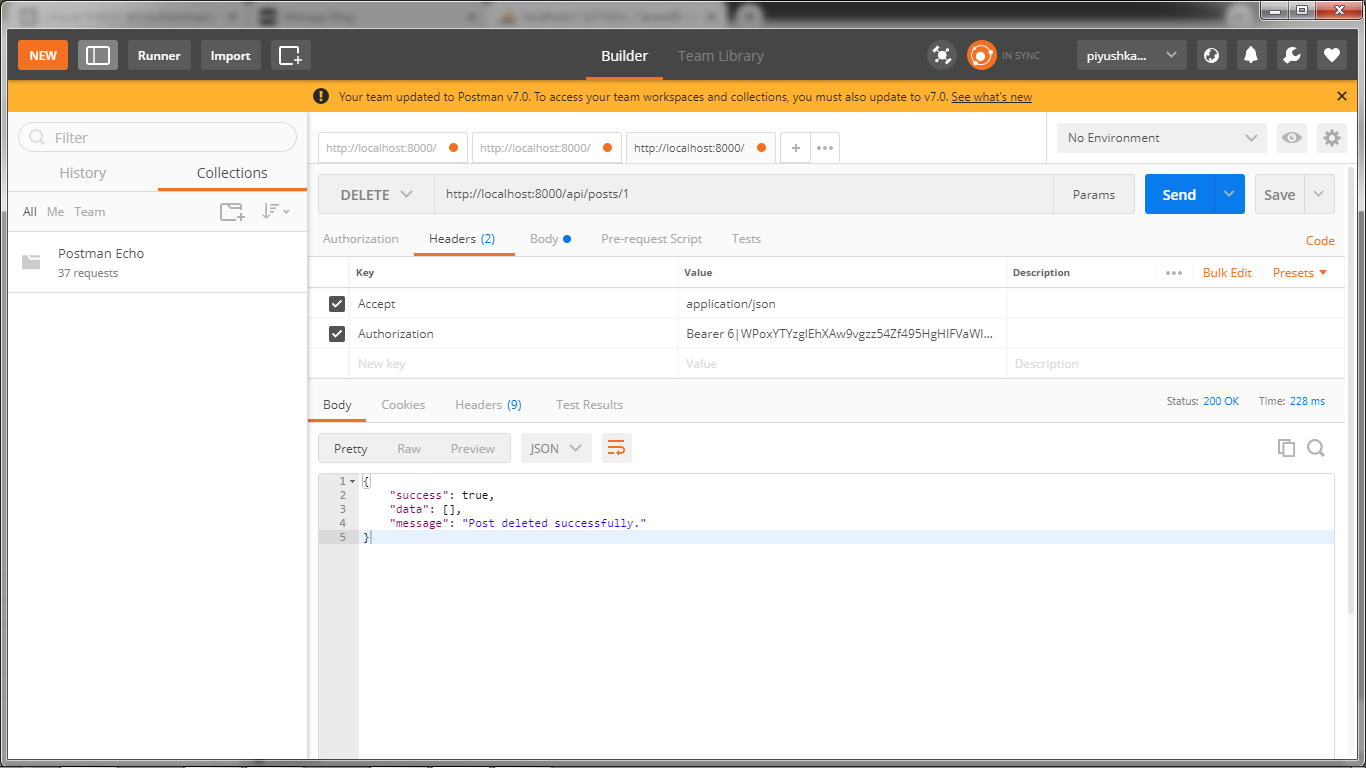 NEW Runner Import Builder Team Library IN SYNC piyushka...
Your team updated to Postman v7.0. To access your team workspaces and collections, you must also update to v7.0. See what's new
Filter
History Collections
All Me Team
Postman Echo
37 requests
http://localhost:8000/ http://localhost:8000/ http://localhost:8000/ No Environment
DELETE http://localhost:8000/api/posts/1 Params Send Save
Authorization Headers (2) Body Pre-request Script Tests Code
Key Value Description Bulk Edit Presets
Accept application/json
Authorization Bearer 6|WPoxYTYzglEhXAw9vgzz54Zf495HgHIFVaWl...
New key Value Description
Body Cookies Headers (9) Test Results Status: 200 OK Time: 228 ms
Pretty Raw Preview JSON
1 {
2 "success": true,
3 "data": [],
4 "message": "Post deleted successfully."
5 }